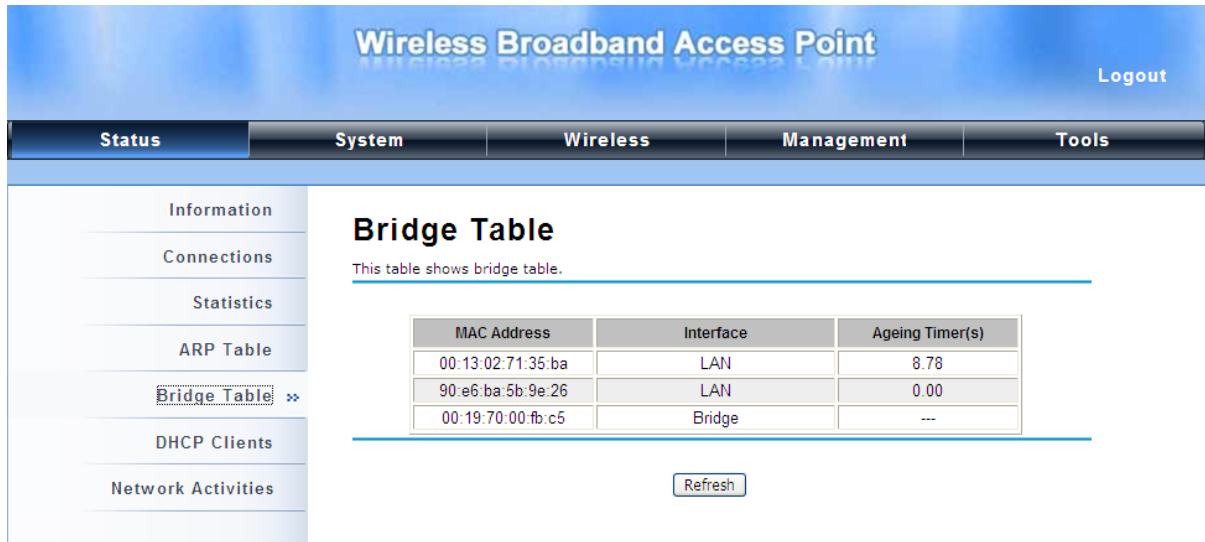 Wireless Broadband Access Point
Logout
Status System Wireless Management Tools
Information
Connections
Statistics
ARP Table
Bridge Table »
DHCP Clients
Network Activities
Bridge Table
This table shows bridge table.
MAC Address Interface Ageing Timer(s)
00:13:02:71:35:ba LAN 8.78
90:e6:ba:5b:9e:26 LAN 0.00
00:19:70:00:fb:c5 Bridge ---
Refresh